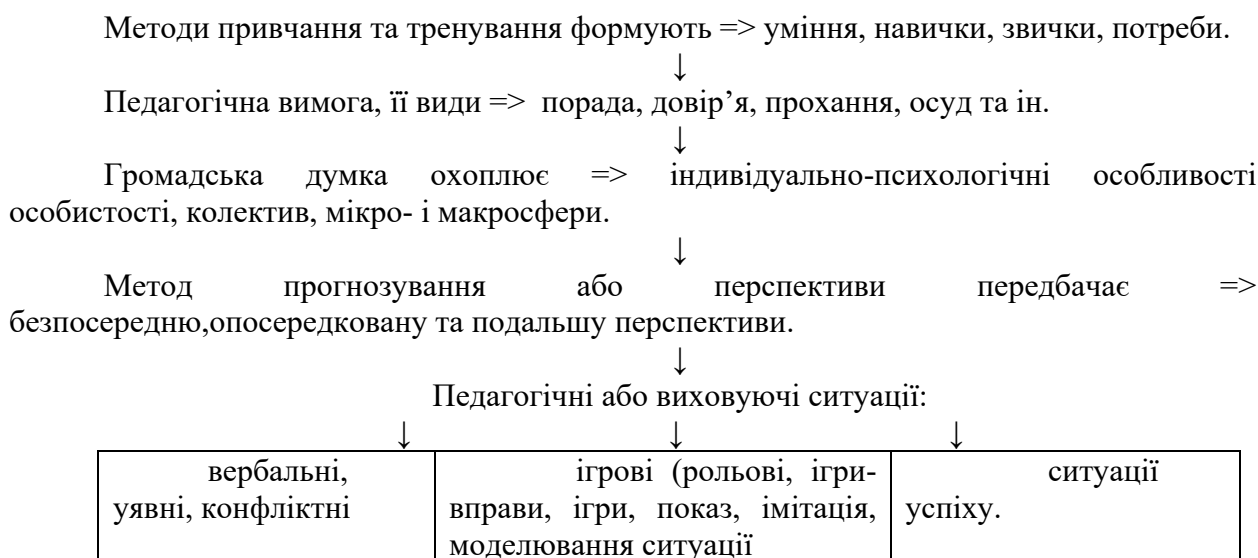 Методи привчання та тренування формують => уміння, навички, звички, потреби.
↓
Педагогічна вимога, її види => порада, довір’я, прохання, осуд та ін.
↓
Громадська думка охоплює => індивідуально-психологічні особливості
особистості, колектив, мікро- і макросфери.
↓
Метод прогнозування або перспективи передбачає =>
безпосередню,опосередковану та подальшу перспективи.
↓
Педагогічні або виховуючі ситуації:
↓ ↓ ↓
вербальні,
уявні, конфліктні
ігрові (рольові, ігри-
вправи, ігри, показ, імітація,
моделювання ситуації
ситуації
успіху.